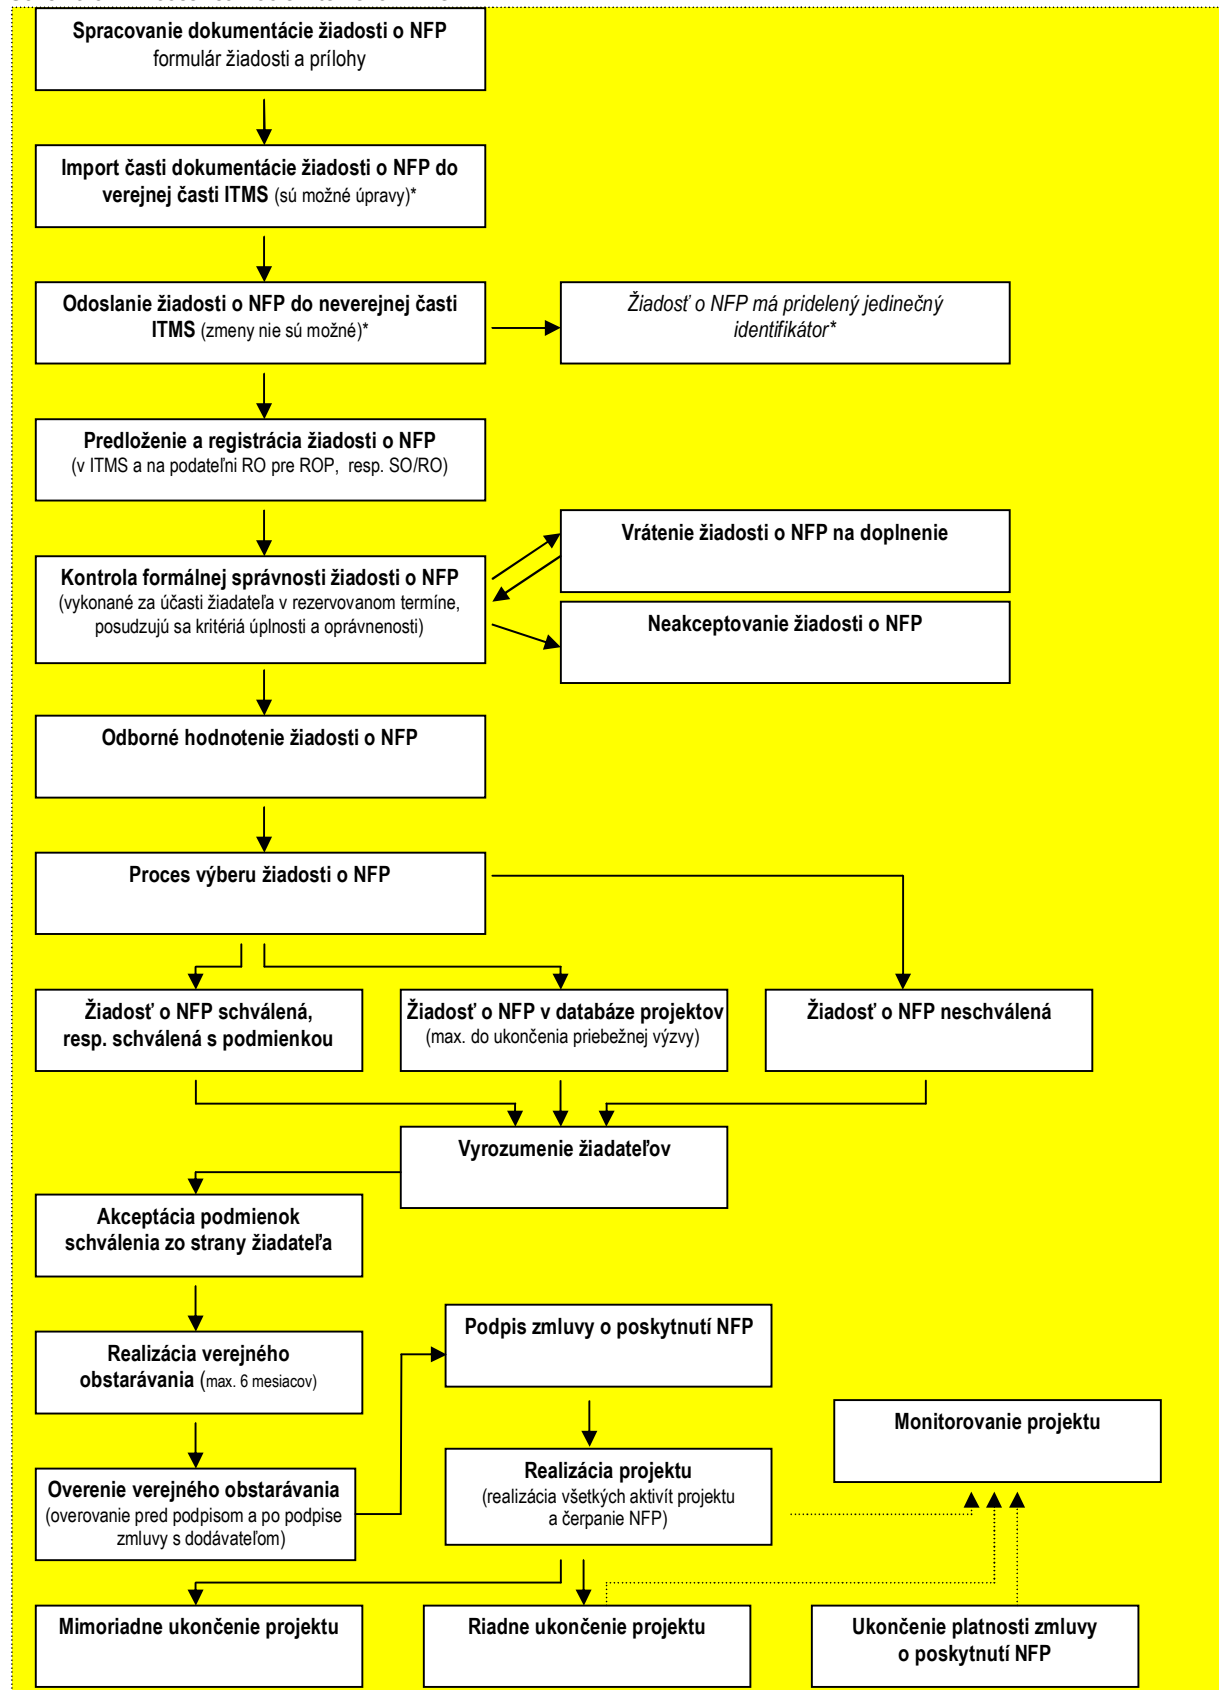 Spracovanie dokumentácie žiadosti o NFP
formulár žiadosti a prílohy
Import časti dokumentácie žiadosti o NFP do
verejnej časti ITMS (sú možné úpravy)*
Odoslanie žiadosti o NFP do neverejnej časti
ITMS (zmeny nie sú možné)*
Žiadosť o NFP má pridelený jedinečný
identifikátor*
Predloženie a registrácia žiadosti o NFP
(v ITMS a na podateľni RO pre ROP, resp. SO/RO)
Vrátenie žiadosti o NFP na doplnenie
Kontrola formálnej správnosti žiadosti o NFP
(vykonané za účasti žiadateľa v rezervovanom termíne,
posudzujú sa kritériá úplnosti a oprávnenosti)
Neakceptovanie žiadosti o NFP
Odborné hodnotenie žiadosti o NFP
Proces výberu žiadosti o NFP
Žiadosť o NFP schválená,
resp. schválená s podmienkou
Žiadosť o NFP v databáze projektov
(max. do ukončenia priebežnej výzvy)
Žiadosť o NFP neschválená
Vyrozumenie žiadateľov
Akceptácia podmienok
schválenia zo strany žiadateľa
Podpis zmluvy o poskytnutí NFP
Realizácia verejného
obstarávania (max. 6 mesiacov)
Monitorovanie projektu
Realizácia projektu
(realizácia všetkých aktivít projektu
a čerpanie NFP)
Overenie verejného obstarávania
(overovanie pred podpisom a po podpise
zmluvy s dodávateľom)
Mimoriadne ukončenie projektu
Riadne ukončenie projektu
Ukončenie platnosti zmluvy
o poskytnutí NFP